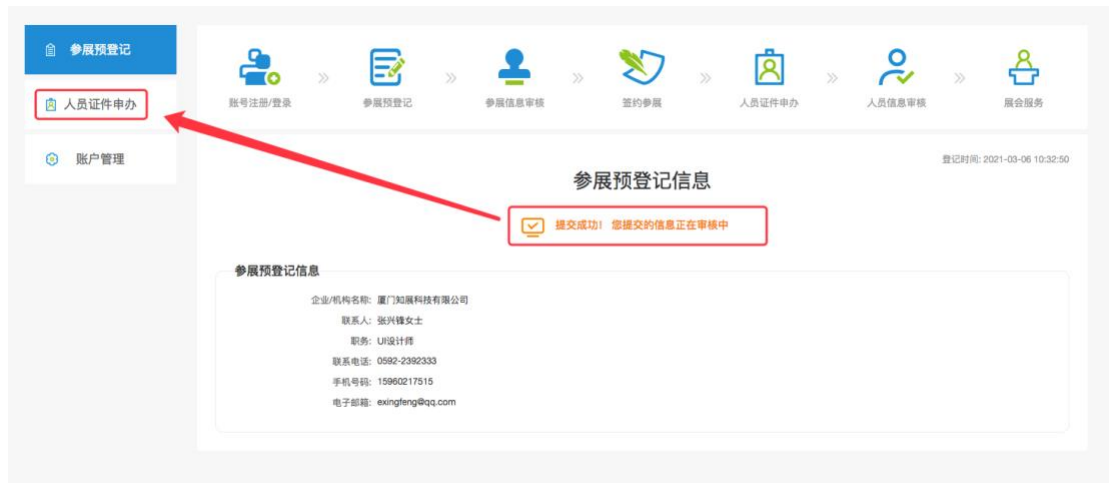 参展预登记
人员证件申办
账户管理
账号注册/登录
参展预登记
参展信息审核
签约参展
人员证件申办
人员信息审核
展会服务
登记时间: 2021-03-06 10:32:50
参展预登记信息
提交成功! 您提交的信息正在审核中
参展预登记信息
企业/机构名称: 厦门知展科技有限公司
联系人: 张兴锋女士
职务: UI设计师
联系电话: 0592-2392333
手机号码: 15960217515
电子邮箱: exingfeng@qq.com